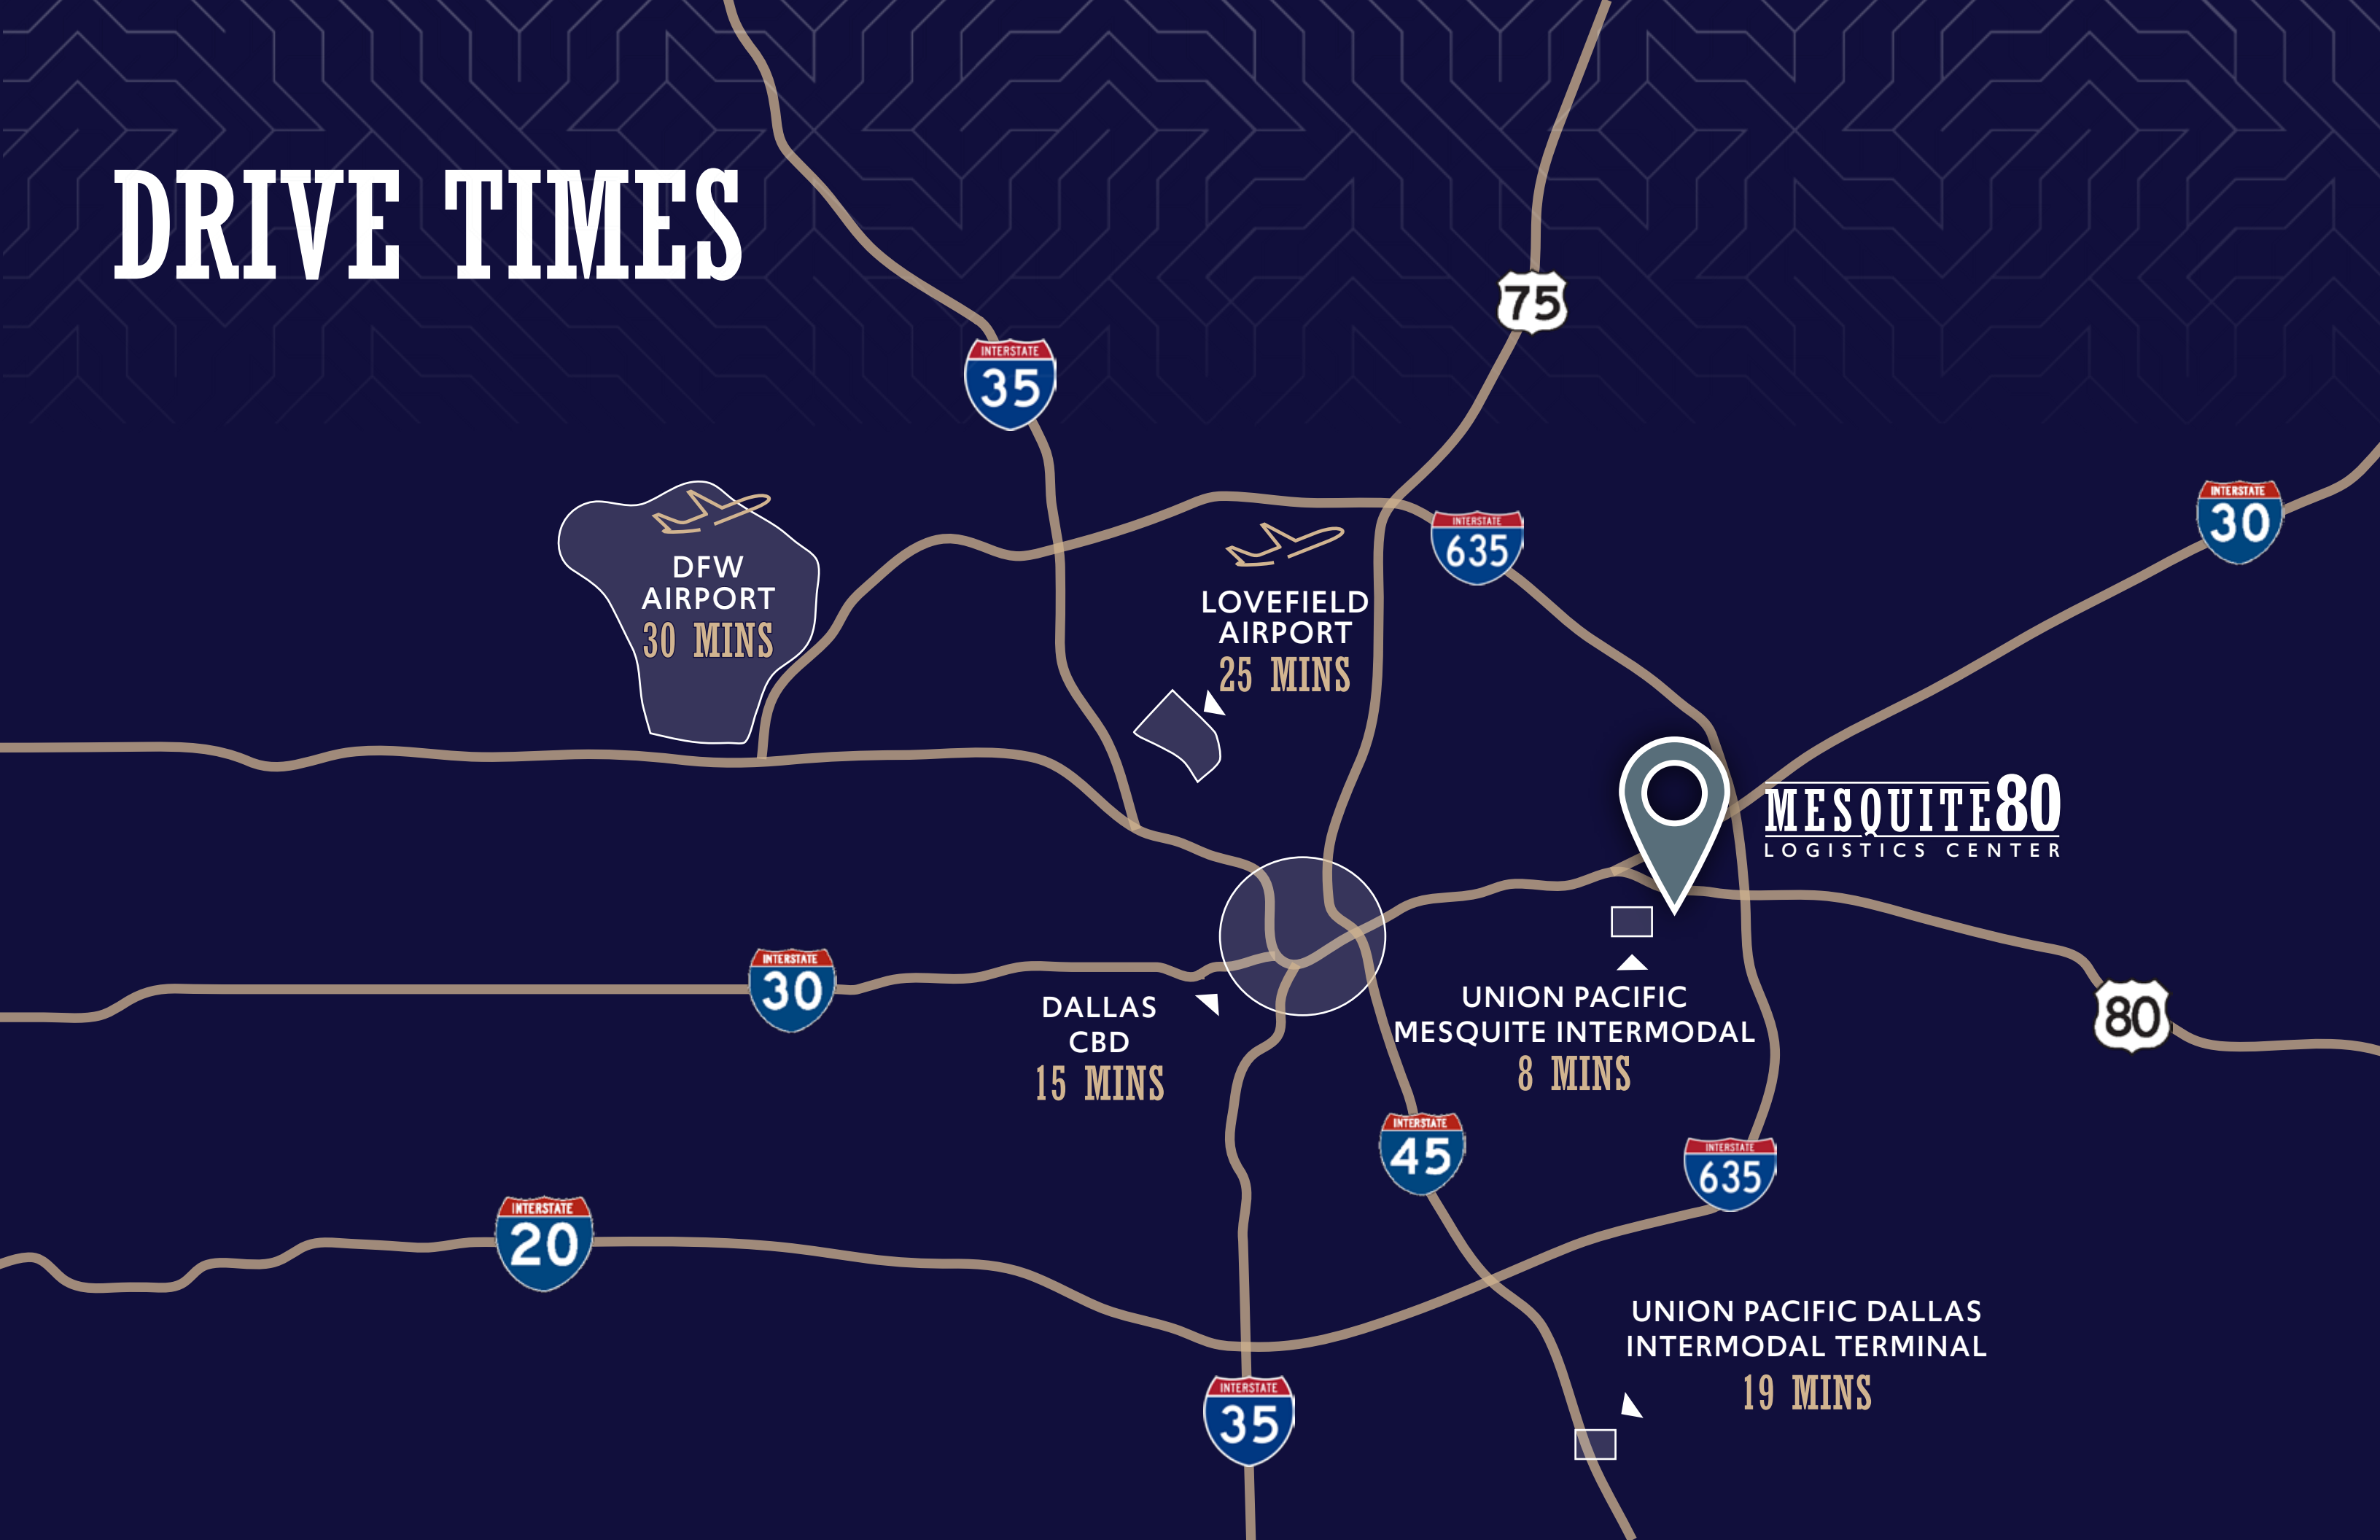 DRIVE TIMES
75
INTERSTATE
35
INTERSTATE
30
INTERSTATE
635
DFW
AIRPORT
30 MINS
LOVEFIELD
AIRPORT
25 MINS
MESQUITE80
LOGISTICS CENTER
INTERSTATE
30
DALLAS
CBD
15 MINS
UNION PACIFIC
MESQUITE INTERMODAL
8 MINS
80
INTERSTATE
45
INTERSTATE
635
INTERSTATE
20
UNION PACIFIC DALLAS
INTERMODAL TERMINAL
19 MINS
INTERSTATE
35